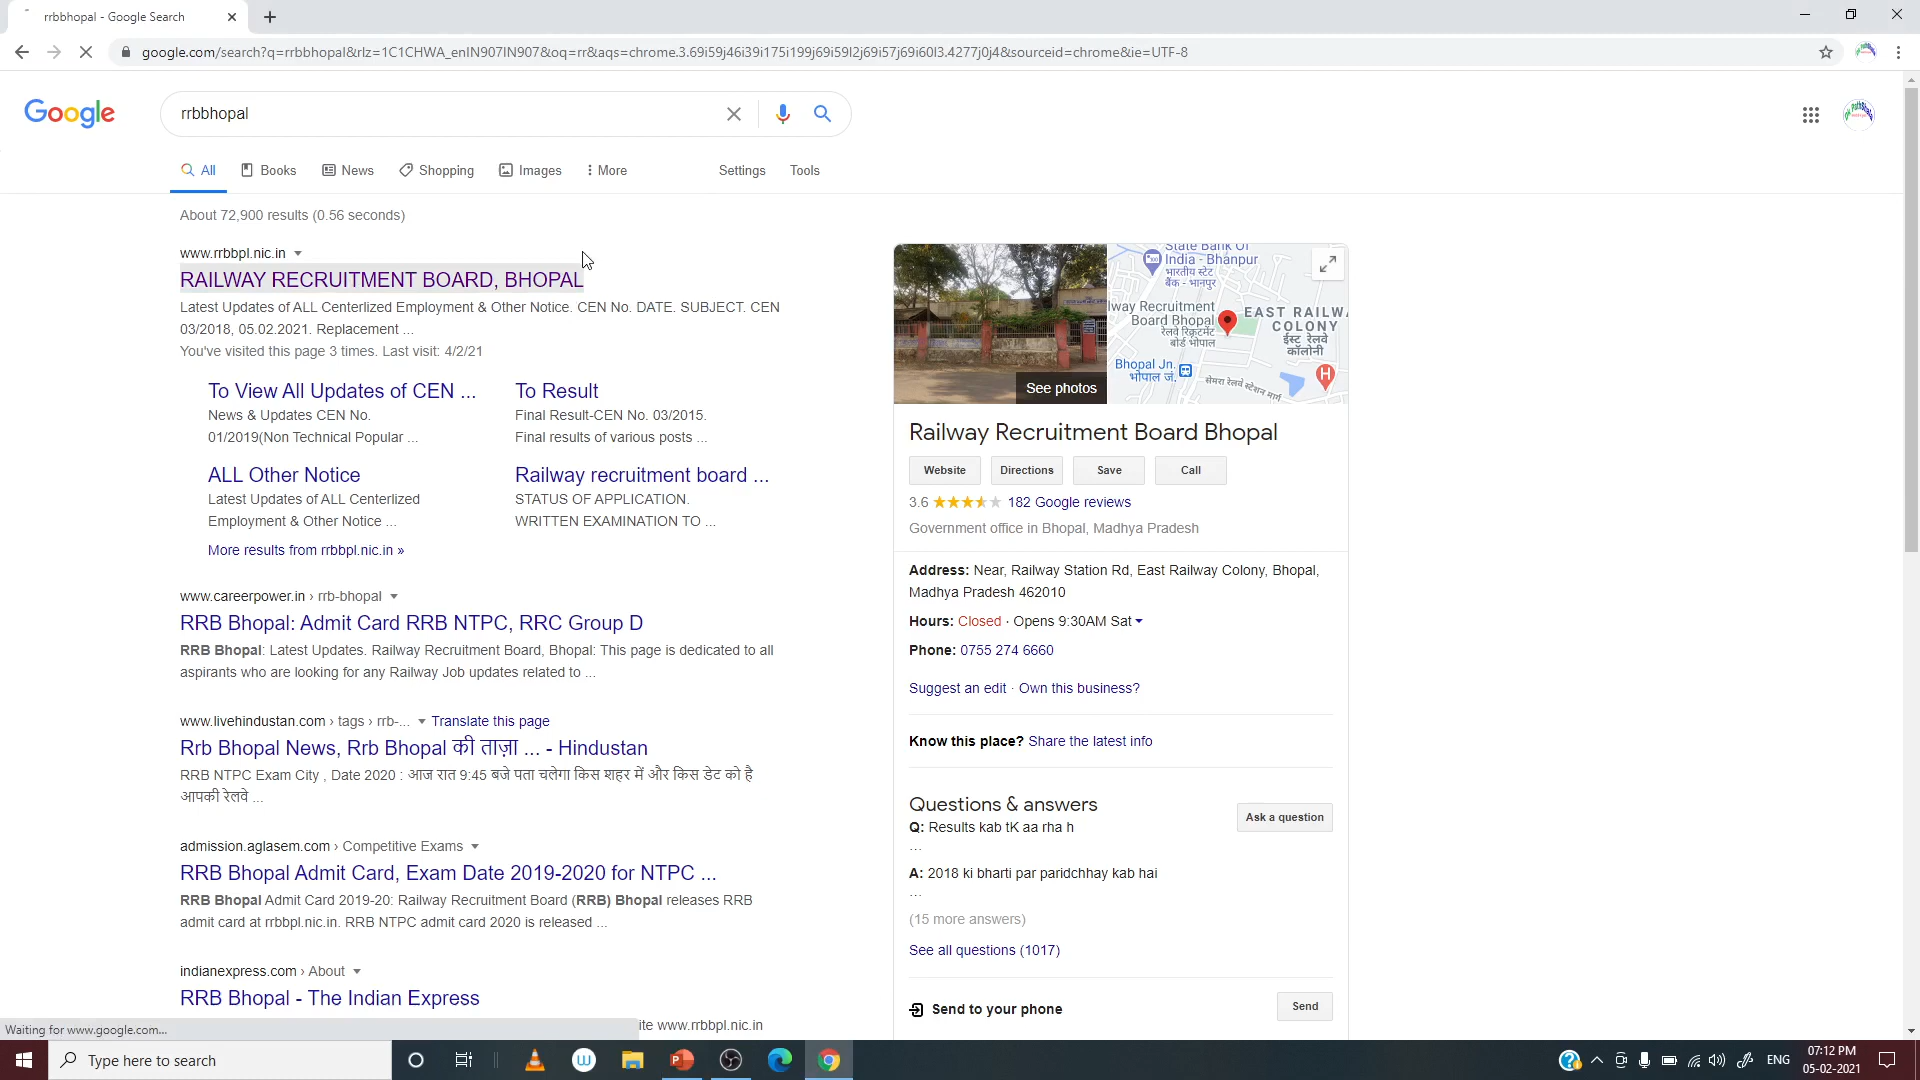 rrbbhopal - Google Search
google.com/search?q=rrbbhopal&rlz=1C1CHWA_enIN907IN907&oq=rr&aqs=chrome.3.69i59j46i39i175i199j69i59l2j69i57j69i60l3.4277j0j4&sourceid=chrome&ie=UTF-8
Google
rrbbhopal
All
Books
News
Shopping
Images
More
Settings
Tools
About 72,900 results (0.56 seconds)
www.rrbbpl.nic.in
RAILWAY RECRUITMENT BOARD, BHOPAL
Latest Updates of ALL Centerlized Employment & Other Notice. CEN No. DATE. SUBJECT. CEN
03/2018, 05.02.2021. Replacement ...
You've visited this page 3 times. Last visit: 4/2/21
To View All Updates of CEN ...
News & Updates CEN No.
01/2019(Non Technical Popular ...
To Result
Final Result-CEN No. 03/2015.
Final results of various posts ...
ALL Other Notice
Latest Updates of ALL Centerlized
Employment & Other Notice ...
Railway recruitment board ...
STATUS OF APPLICATION.
WRITTEN EXAMINATION TO ...
More results from rrbbpl.nic.in »
www.careerpower.in › rrb-bhopal
RRB Bhopal: Admit Card RRB NTPC, RRC Group D
RRB Bhopal: Latest Updates. Railway Recruitment Board, Bhopal: This page is dedicated to all
aspirants who are looking for any Railway Job updates related to ...
www.livehindustan.com › tags › rrb-... Translate this page
Rrb Bhopal News, Rrb Bhopal की ताज़ा ... - Hindustan
RRB NTPC Exam City , Date 2020 : आज रात 9:45 बजे पता चलेगा किस शहर में और किस डेट को है
आपकी रेलवे ...
admission.aglasem.com › Competitive Exams
RRB Bhopal Admit Card, Exam Date 2019-2020 for NTPC ...
RRB Bhopal Admit Card 2019-20: Railway Recruitment Board (RRB) Bhopal releases RRB
admit card at rrbbpl.nic.in. RRB NTPC admit card 2020 is released ...
indianexpress.com › About
RRB Bhopal - The Indian Express
ite www.rrbbpl.nic.in
Waiting for www.google.com...
See photos
State Bank Of
India - Bhanpur
भारतीय स्टेट
बैंक - भानपुर
lway Recruitment
Board Bhopal
रेलवे रिक्रूटमेंट
बोर्ड भोपाल
EAST RAILWA
COLONY
ईस्ट रेलवे
कॉलोनी
Bhopal Jn.
भोपाल जं.
सेमरा रेलवे स्टेशन मार्ग
H
Railway Recruitment Board Bhopal
Website
Directions
Save
Call
3.6 182 Google reviews
Government office in Bhopal, Madhya Pradesh
Address: Near, Railway Station Rd, East Railway Colony, Bhopal,
Madhya Pradesh 462010
Hours: Closed · Opens 9:30AM Sat
Phone: 0755 274 6660
Suggest an edit · Own this business?
Know this place? Share the latest info
Questions & answers
Ask a question
Q: Results kab tK aa rha h
...
A: 2018 ki bharti par paridchhay kab hai
...
(15 more answers)
See all questions (1017)
Send to your phone
Send
Type here to search
ENG
07:12 PM
05-02-2021